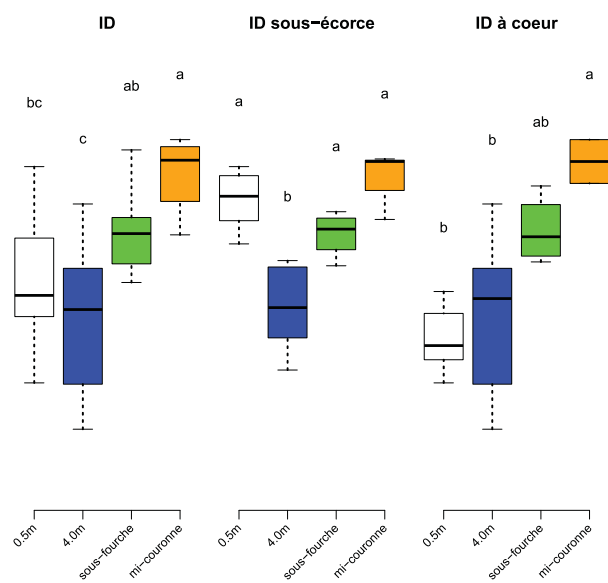 ID
ID sous−écorce
ID à coeur
bc
c
ab
a
a
b
a
a
b
b
ab
a
0.5m
4.0m
sous-fourche
mi-couronne
0.5m
4.0m
sous-fourche
mi-couronne
0.5m
4.0m
sous-fourche
mi-couronne